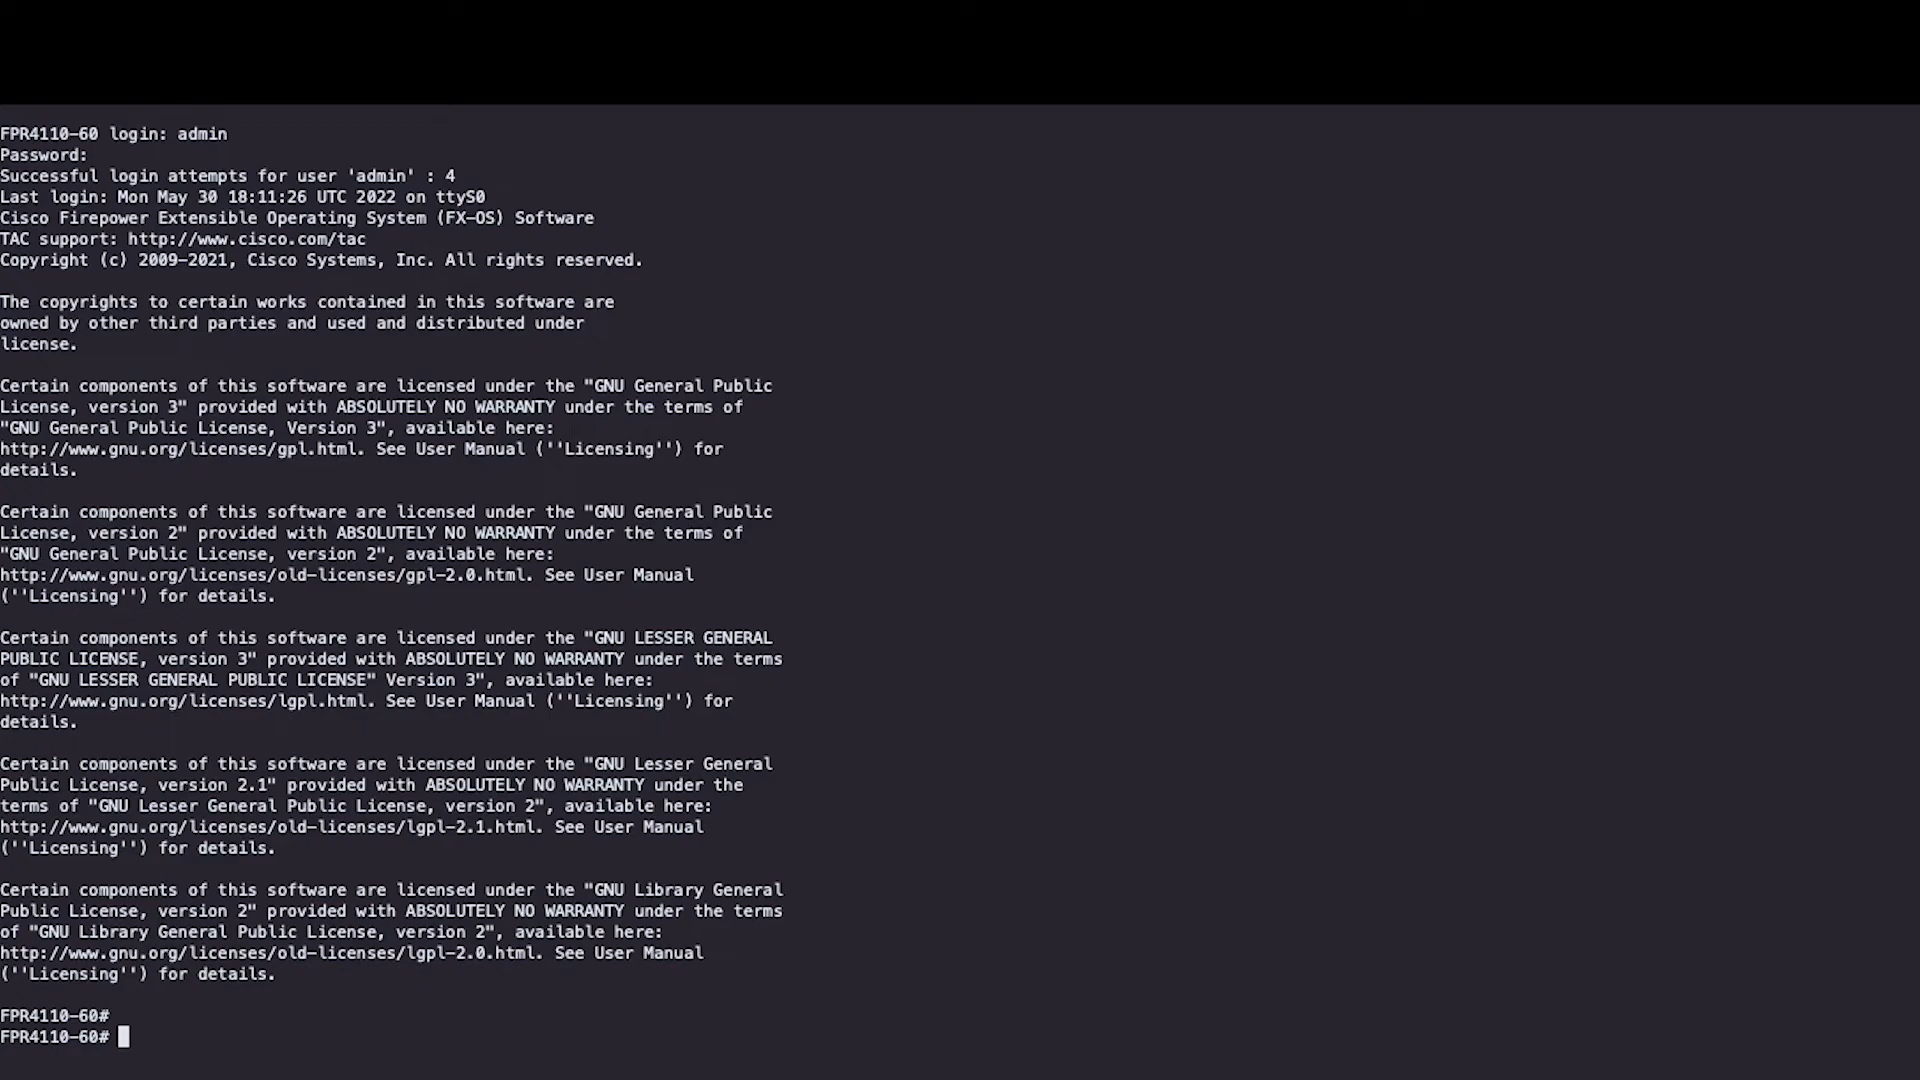 FPR4110-60 login: admin
Password:
Successful login attempts for user 'admin' : 4
Last login: Mon May 30 18:11:26 UTC 2022 on ttyS0
Cisco Firepower Extensible Operating System (FX-OS) Software
TAC support: http://www.cisco.com/tac
Copyright (c) 2009-2021, Cisco Systems, Inc. All rights reserved.
The copyrights to certain works contained in this software are
owned by other third parties and used and distributed under
license.
Certain components of this software are licensed under the "GNU General Public
License, version 3" provided with ABSOLUTELY NO WARRANTY under the terms of
"GNU General Public License, Version 3", available here:
http://www.gnu.org/licenses/gpl.html. See User Manual (''Licensing'') for
details.
Certain components of this software are licensed under the "GNU General Public
License, version 2" provided with ABSOLUTELY NO WARRANTY under the terms of
"GNU General Public License, version 2", available here:
http://www.gnu.org/licenses/old-licenses/gpl-2.0.html. See User Manual
(''Licensing'') for details.
Certain components of this software are licensed under the "GNU LESSER GENERAL
PUBLIC LICENSE, version 3" provided with ABSOLUTELY NO WARRANTY under the terms
of "GNU LESSER GENERAL PUBLIC LICENSE" Version 3", available here:
http://www.gnu.org/licenses/lgpl.html. See User Manual (''Licensing'') for
details.
Certain components of this software are licensed under the "GNU Lesser General
Public License, version 2.1" provided with ABSOLUTELY NO WARRANTY under the
terms of "GNU Lesser General Public License, version 2", available here:
http://www.gnu.org/licenses/old-licenses/lgpl-2.1.html. See User Manual
(''Licensing'') for details.
Certain components of this software are licensed under the "GNU Library General
Public License, version 2" provided with ABSOLUTELY NO WARRANTY under the terms
of "GNU Library General Public License, version 2", available here:
http://www.gnu.org/licenses/old-licenses/lgpl-2.0.html. See User Manual
(''Licensing'') for details.
FPR4110-60#
FPR4110-60#